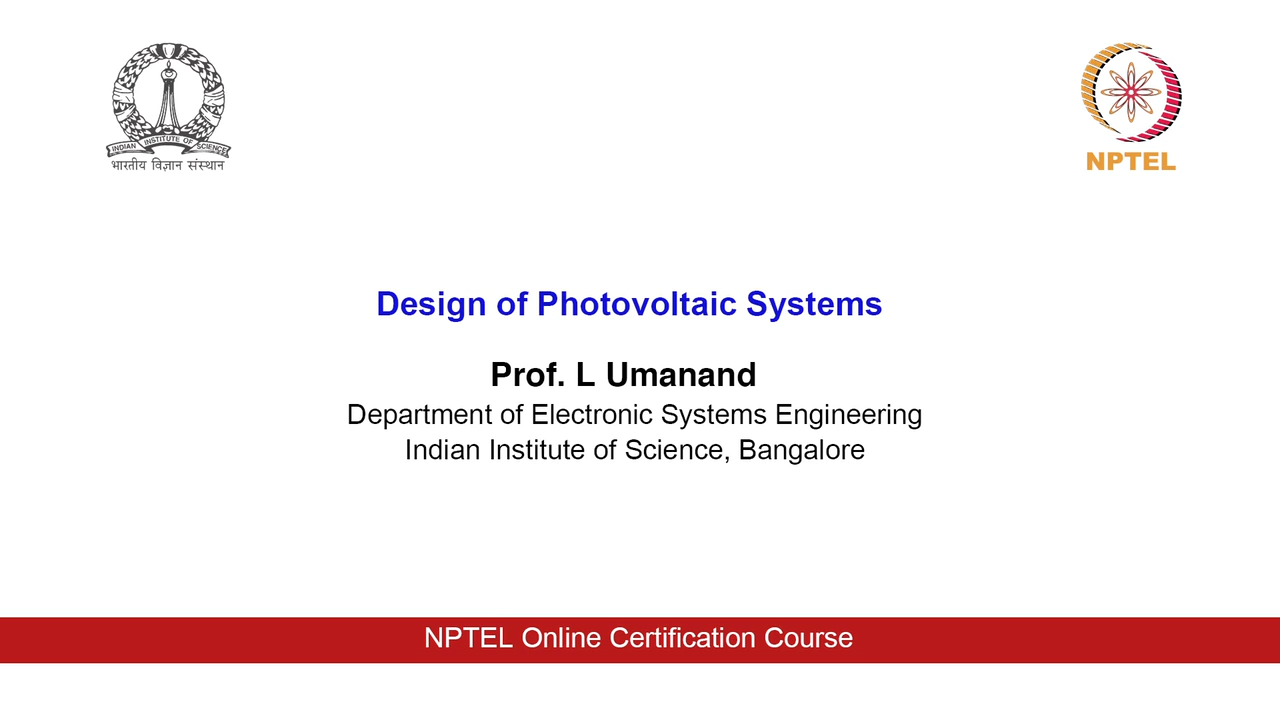 INDIAN INSTITUTE OF SCIENCE
भारतीय विज्ञान संस्थान
NPTEL
Design of Photovoltaic Systems
Prof. L Umanand
Department of Electronic Systems Engineering
Indian Institute of Science, Bangalore
NPTEL Online Certification Course